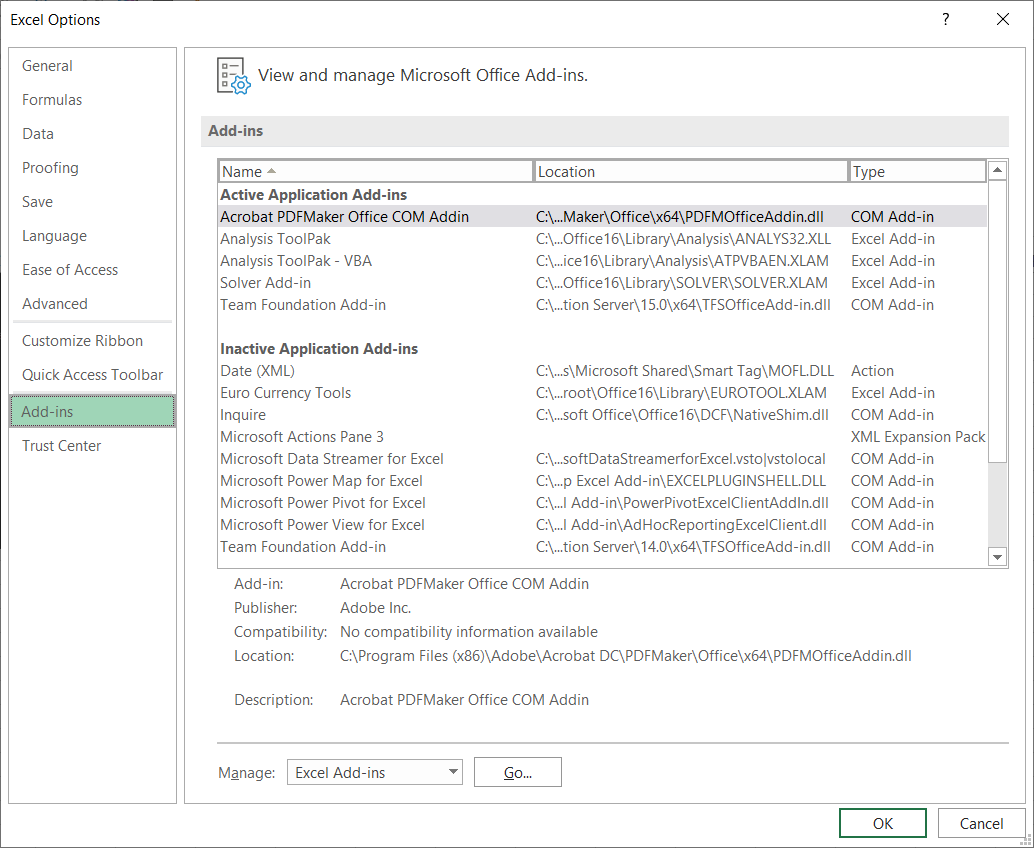 Excel Options
?
General
Formulas
Data
Proofing
Save
Language
Ease of Access
Advanced
Customize Ribbon
Quick Access Toolbar
Add-ins
Trust Center
View and manage Microsoft Office Add-ins.
Add-ins
Name Location Type
Active Application Add-ins
Acrobat PDFMaker Office COM Addin C:\...Maker\Office\x64\PDFMOfficeAddin.dll COM Add-in
Analysis ToolPak C:\...Office16\Library\Analysis\ANALYS32.XLL Excel Add-in
Analysis ToolPak - VBA C:\...ice16\Library\Analysis\ATPVBAEN.XLAM Excel Add-in
Solver Add-in C:\...Office16\Library\SOLVER\SOLVER.XLAM Excel Add-in
Team Foundation Add-in C:\...tion Server\15.0\x64\TFSOfficeAdd-in.dll COM Add-in
Inactive Application Add-ins
Date (XML) C:\...s\Microsoft Shared\Smart Tag\MOFL.DLL Action
Euro Currency Tools C:\...root\Office16\Library\EUROTOOL.XLAM Excel Add-in
Inquire C:\...soft Office\Office16\DCF\NativeShim.dll COM Add-in
Microsoft Actions Pane 3 XML Expansion Pack
Microsoft Data Streamer for Excel C:\...softDataStreamerforExcel.vsto|vstolocal COM Add-in
Microsoft Power Map for Excel C:\...p Excel Add-in\EXCELPLUGINSHELL.DLL COM Add-in
Microsoft Power Pivot for Excel C:\...l Add-in\PowerPivotExcelClientAddIn.dll COM Add-in
Microsoft Power View for Excel C:\...l Add-in\AdHocReportingExcelClient.dll COM Add-in
Team Foundation Add-in C:\...tion Server\14.0\x64\TFSOfficeAdd-in.dll COM Add-in
Add-in: Acrobat PDFMaker Office COM Addin
Publisher: Adobe Inc.
Compatibility: No compatibility information available
Location: C:\Program Files (x86)\Adobe\Acrobat DC\PDFMaker\Office\x64\PDFMOfficeAddin.dll
Description: Acrobat PDFMaker Office COM Addin
Manage: Excel Add-ins Go...
OK Cancel